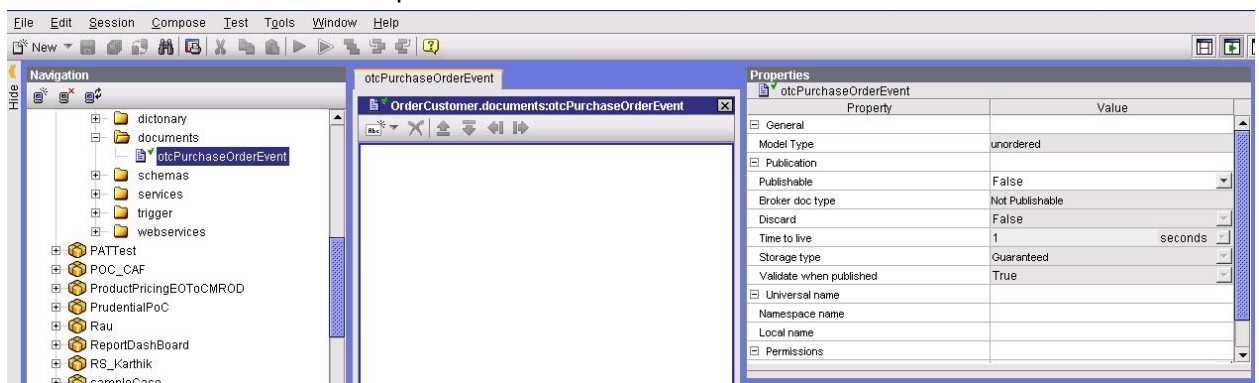 File Edit Session Compose Test Tools Window Help
New
Hide
Navigation
dictonary
documents
otcPurchaseOrderEvent
schemas
services
trigger
webservices
PATTest
POC_CAF
ProductPricingEOToCMROD
PrudentialPoC
Rau
ReportDashBoard
RS_Karthik
sampleCase
otcPurchaseOrderEvent
OrderCustomer.documents:otcPurchaseOrderEvent
Abc
Properties
otcPurchaseOrderEvent
Property Value
General
Model Type unordered
Publication
Publishable False
Broker doc type Not Publishable
Discard False
Time to live 1 seconds
Storage type Guaranteed
Validate when published True
Universal name
Namespace name
Local name
Permissions